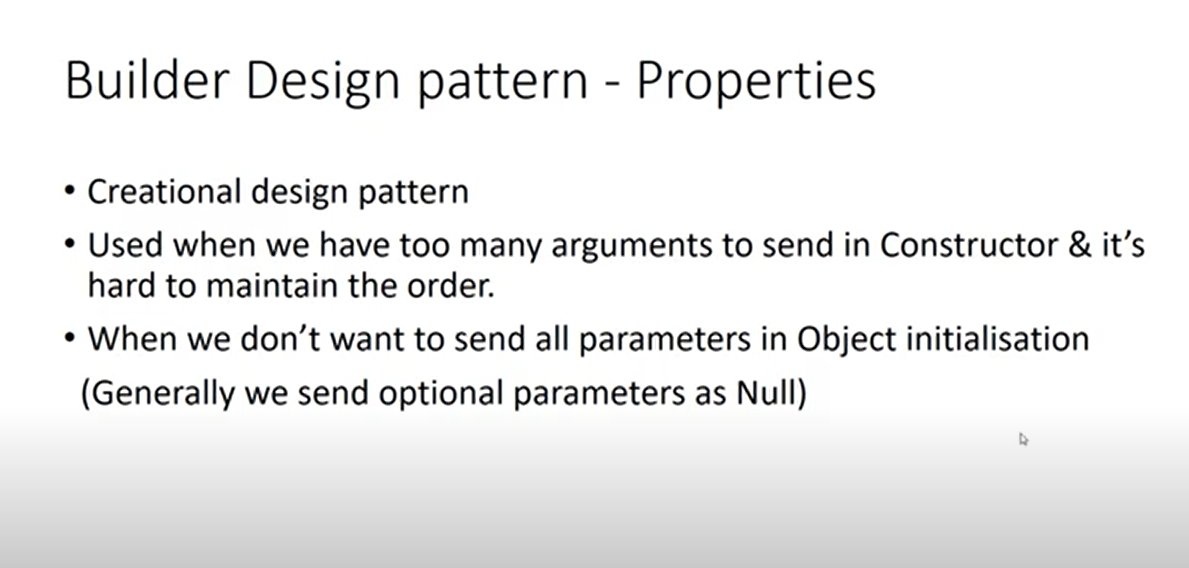 Builder Design pattern - Properties
• Creational design pattern
• Used when we have too many arguments to send in Constructor & it’s
hard to maintain the order.
• When we don’t want to send all parameters in Object initialisation
(Generally we send optional parameters as Null)